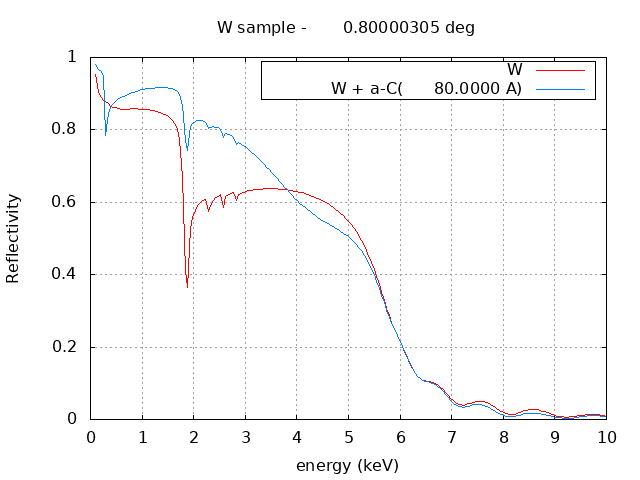 W sample - 0.80000305 deg
W
W + a-C( 80.0000 A)
1
0.8
0.6
0.4
0.2
0
Reflectivity
0 1 2 3 4 5 6 7 8 9 10
energy (keV)